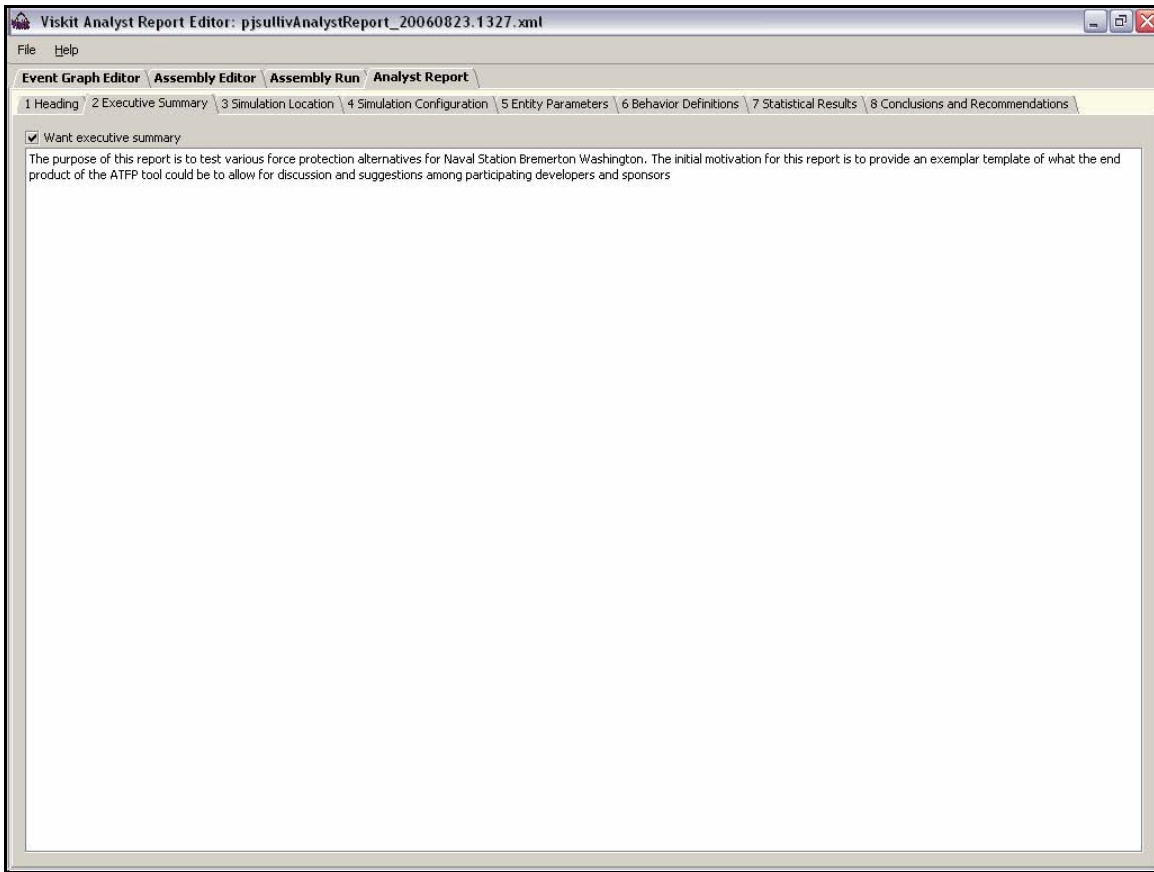 Viskit Analyst Report Editor: pjsullivAnalystReport_20060823.1327.xml
File Help
Event Graph Editor Assembly Editor Assembly Run Analyst Report
1 Heading 2 Executive Summary 3 Simulation Location 4 Simulation Configuration 5 Entity Parameters 6 Behavior Definitions 7 Statistical Results 8 Conclusions and Recommendations
Want executive summary
The purpose of this report is to test various force protection alternatives for Naval Station Bremerton Washington. The initial motivation for this report is to provide an exemplar template of what the end
product of the ATFP tool could be to allow for discussion and suggestions among participating developers and sponsors